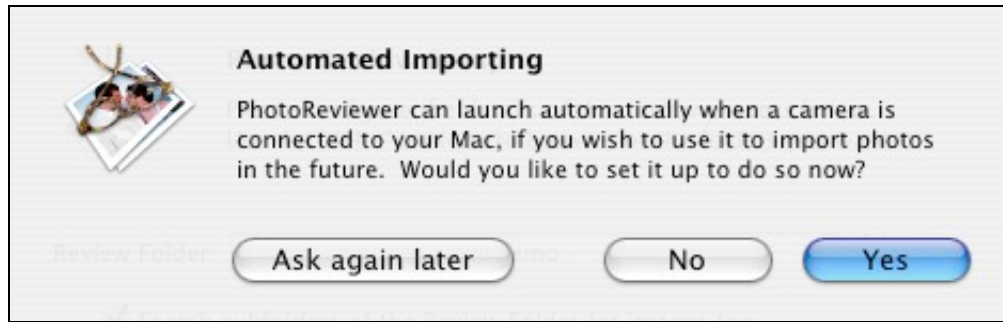 Automated Importing
PhotoReviewer can launch automatically when a camera is
connected to your Mac, if you wish to use it to import photos
in the future.  Would you like to set it up to do so now?
Review Folder:
Ask again later
No
Yes